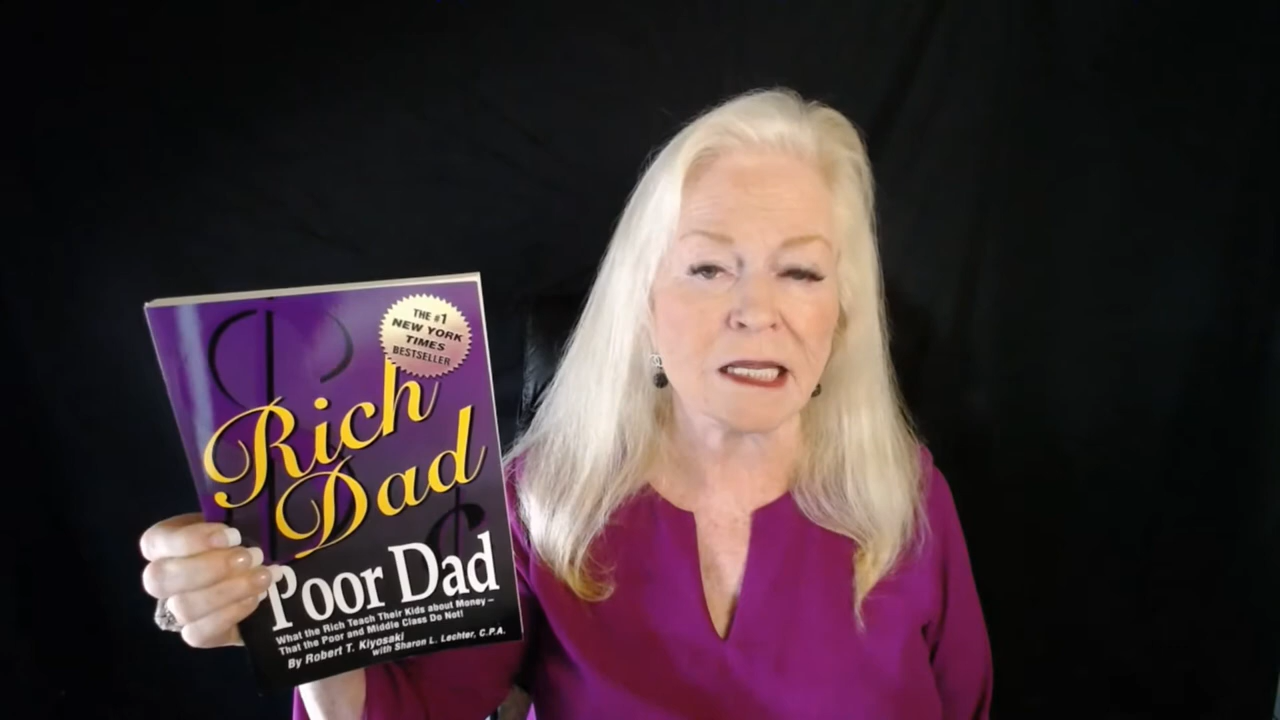 THE #1
NEW YORK
TIMES
BESTSELLER
Rich
Dad
Poor Dad
What the Rich Teach Their Kids about Money –
That the Poor and Middle Class Do Not!
By Robert T. Kiyosaki
with Sharon L. Lechter, C.P.A.